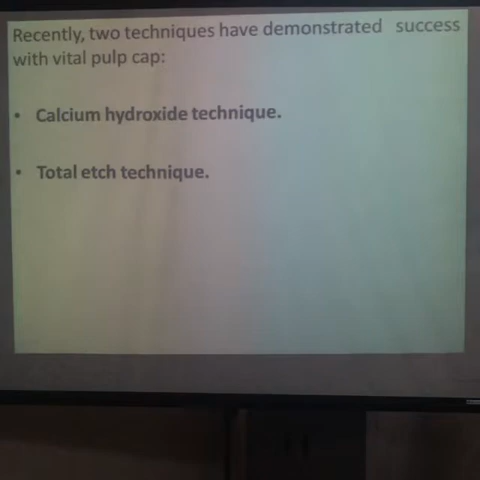 Recently, two techniques have demonstrated success
with vital pulp cap:
• Calcium hydroxide technique.
• Total etch technique.